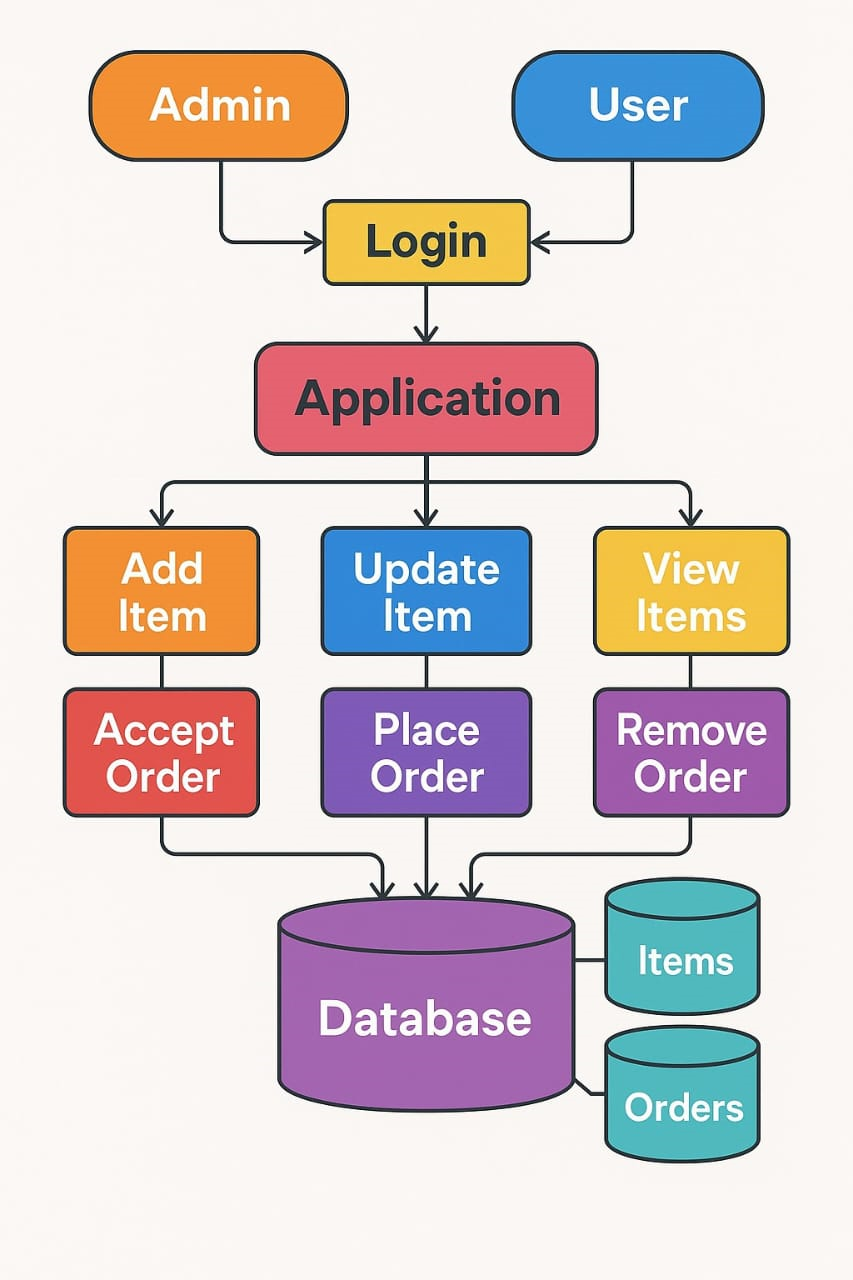 Admin
User
Login
Application
Add
Item
Update
Item
View
Items
Accept
Order
Place
Order
Remove
Order
Database
Items
Orders